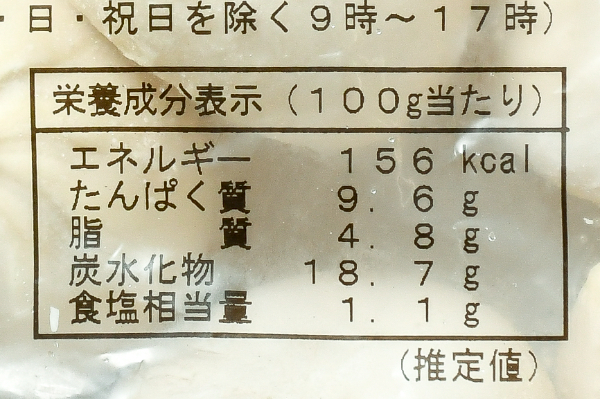 ・日・祝日を除く9時～17時）
栄養成分表示（100g当たり）
エネルギー 156 kcal
たんぱく質 9. 6 g
脂 質 4. 8 g
炭水化物 18. 7 g
食塩相当量 1. 1 g
（推定値）